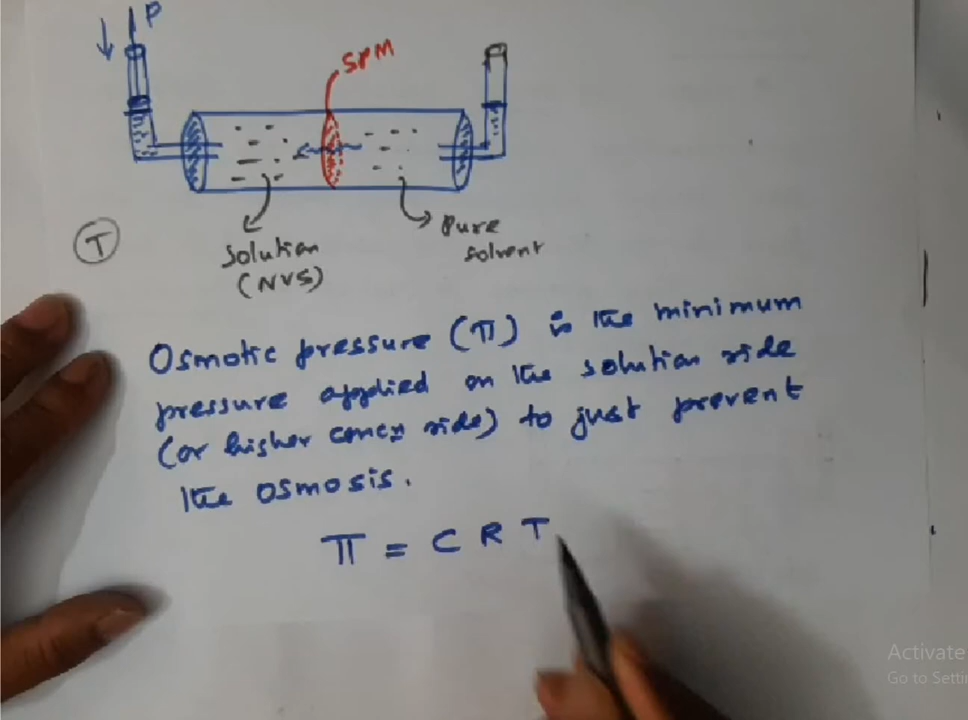 P
SPM
T
Solution
(NVS)
Pure
solvent
Osmotic pressure (π) is the minimum
pressure applied on the solution side
(or higher concn side) to just prevent
the osmosis.
π = C R T
Activate
Go to Settin